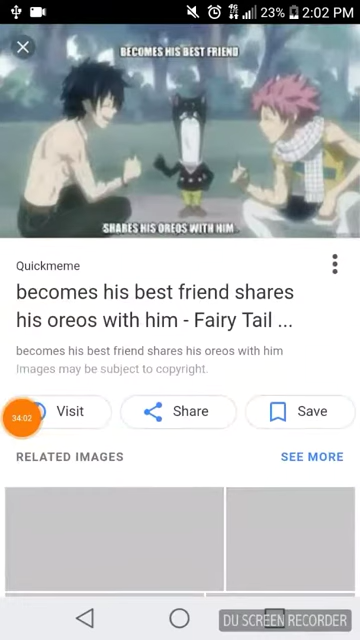 23% 2:02 PM
BECOMES HIS BEST FRIEND
SHARES HIS OREOS WITH HIM
Quickmeme
becomes his best friend shares
his oreos with him - Fairy Tail ...
becomes his best friend shares his oreos with him
Images may be subject to copyright.
34:02
Visit
Share
Save
RELATED IMAGES
SEE MORE
DU SCREEN RECORDER